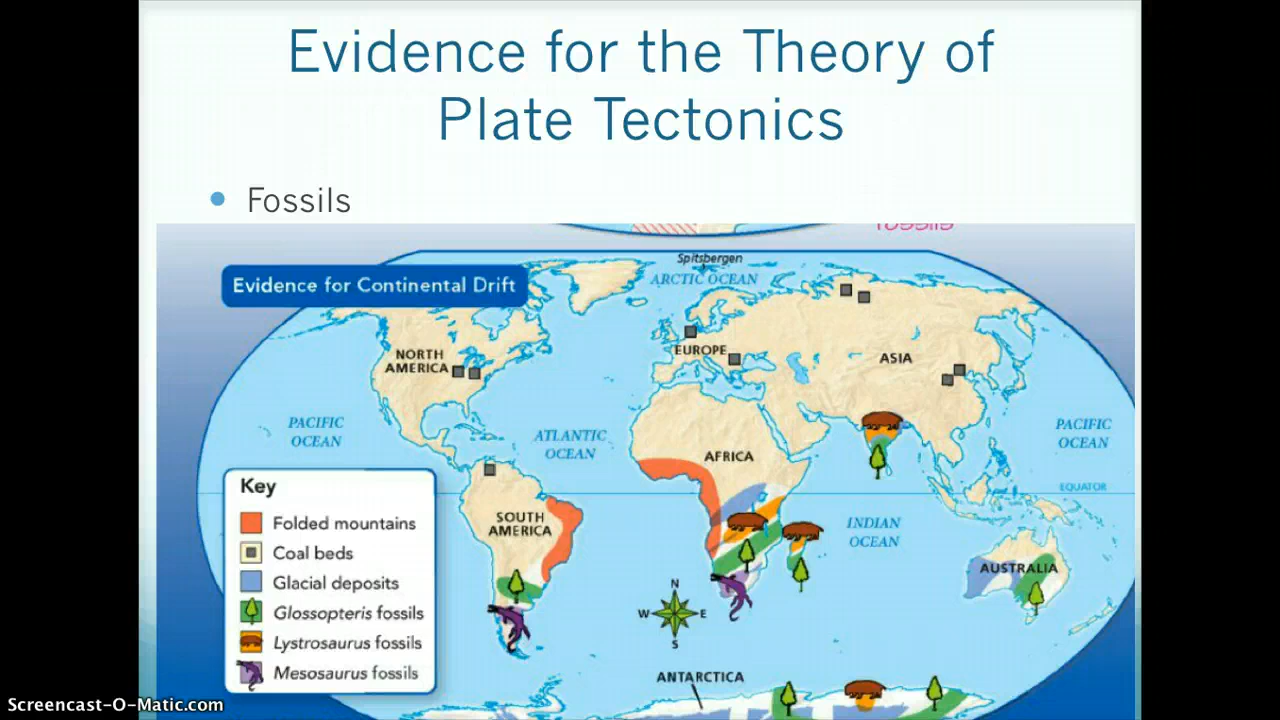 Evidence for the Theory of
Plate Tectonics
Fossils
fossils
Evidence for Continental Drift
Spitsbergen
ARCTIC OCEAN
NORTH
AMERICA
EUROPE
ASIA
PACIFIC
OCEAN
ATLANTIC
OCEAN
AFRICA
PACIFIC
OCEAN
EQUATOR
Key
Folded mountains
Coal beds
Glacial deposits
Glossopteris fossils
Lystrosaurus fossils
Mesosaurus fossils
SOUTH
AMERICA
INDIAN
OCEAN
AUSTRALIA
N
W E
S
ANTARCTICA
Screencast-O-Matic.com